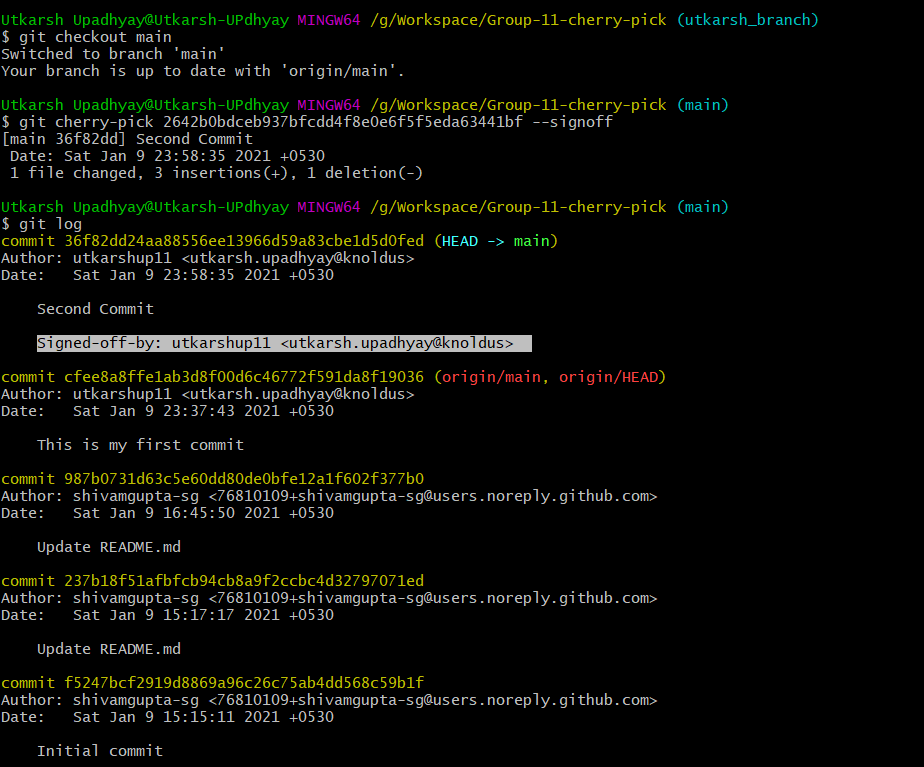 Utkarsh Upadhyay@Utkarsh-UPdhyay MINGW64 /g/Workspace/Group-11-cherry-pick (utkarsh_branch)
$ git checkout main
Switched to branch 'main'
Your branch is up to date with 'origin/main'.
Utkarsh Upadhyay@Utkarsh-UPdhyay MINGW64 /g/Workspace/Group-11-cherry-pick (main)
$ git cherry-pick 2642b0bdceb937bfcdd4f8e0e6f5f5eda63441bf --signoff
[main 36f82dd] Second Commit
 Date: Sat Jan 9 23:58:35 2021 +0530
 1 file changed, 3 insertions(+), 1 deletion(-)
Utkarsh Upadhyay@Utkarsh-UPdhyay MINGW64 /g/Workspace/Group-11-cherry-pick (main)
$ git log
commit 36f82dd24aa88556ee13966d59a83cbe1d5d0fed (HEAD -> main)
Author: utkarshup11 <utkarsh.upadhyay@knoldus>
Date:   Sat Jan 9 23:58:35 2021 +0530
    Second Commit
    Signed-off-by: utkarshup11 <utkarsh.upadhyay@knoldus>
commit cfee8a8ffe1ab3d8f00d6c46772f591da8f19036 (origin/main, origin/HEAD)
Author: utkarshup11 <utkarsh.upadhyay@knoldus>
Date:   Sat Jan 9 23:37:43 2021 +0530
    This is my first commit
commit 987b0731d63c5e60dd80de0bfe12a1f602f377b0
Author: shivamgupta-sg <76810109+shivamgupta-sg@users.noreply.github.com>
Date:   Sat Jan 9 16:45:50 2021 +0530
    Update README.md
commit 237b18f51afbfcb94cb8a9f2ccbc4d32797071ed
Author: shivamgupta-sg <76810109+shivamgupta-sg@users.noreply.github.com>
Date:   Sat Jan 9 15:17:17 2021 +0530
    Update README.md
commit f5247bcf2919d8869a96c26c75ab4dd568c59b1f
Author: shivamgupta-sg <76810109+shivamgupta-sg@users.noreply.github.com>
Date:   Sat Jan 9 15:15:11 2021 +0530
    Initial commit